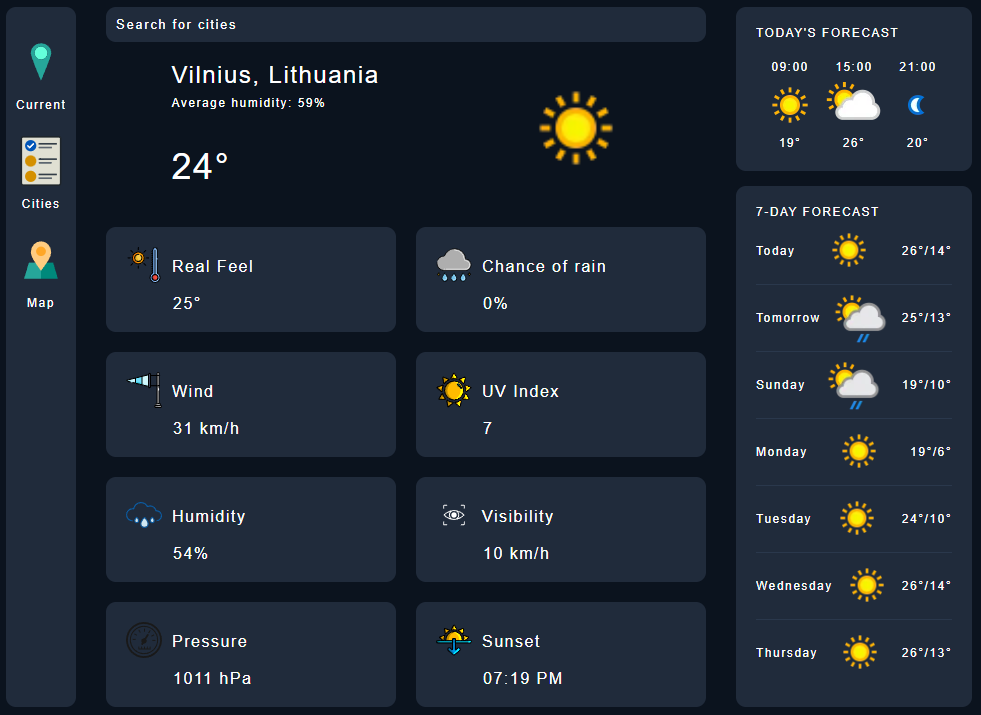 Current
Cities
Map
Search for cities
Vilnius, Lithuania
Average humidity: 59%
24°
Real Feel
25°
Chance of rain
0%
Wind
31 km/h
UV Index
7
Humidity
54%
Visibility
10 km/h
Pressure
1011 hPa
Sunset
07:19 PM
TODAY'S FORECAST
09:00 15:00 21:00
19° 26° 20°
7-DAY FORECAST
Today 26°/14°
Tomorrow 25°/13°
Sunday 19°/10°
Monday 19°/6°
Tuesday 24°/10°
Wednesday 26°/14°
Thursday 26°/13°